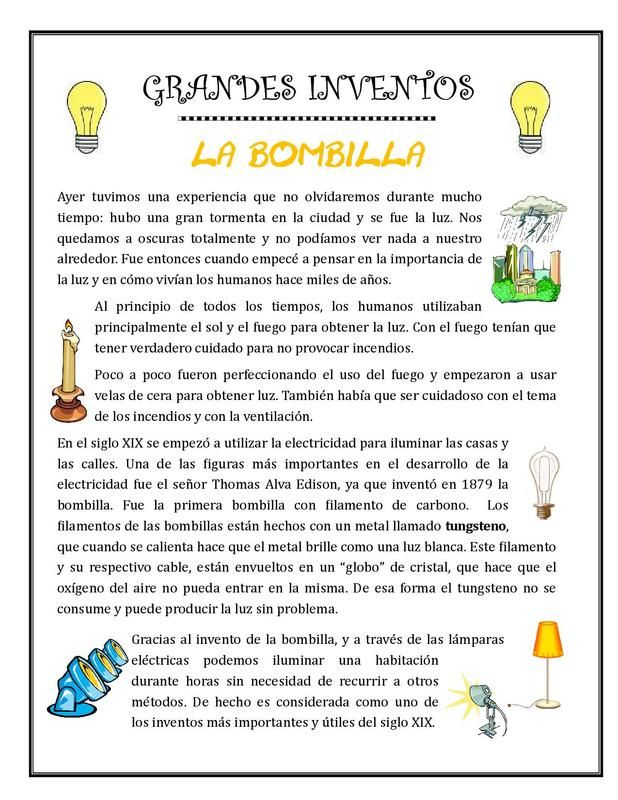 GRANDES INVENTOS
LA BOMBILLA
Ayer tuvimos una experiencia que no olvidaremos durante mucho
tiempo: hubo una gran tormenta en la ciudad y se fue la luz. Nos
quedamos a oscuras totalmente y no podíamos ver nada a nuestro
alrededor. Fue entonces cuando empecé a pensar en la importancia de
la luz y en cómo vivían los humanos hace miles de años.
Al principio de todos los tiempos, los humanos utilizaban
principalmente el sol y el fuego para obtener la luz. Con el fuego tenían que
tener verdadero cuidado para no provocar incendios.
Poco a poco fueron perfeccionando el uso del fuego y empezaron a usar
velas de cera para obtener luz. También había que ser cuidadoso con el tema
de los incendios y con la ventilación.
En el siglo XIX se empezó a utilizar la electricidad para iluminar las casas y
las calles. Una de las figuras más importantes en el desarrollo de la
electricidad fue el señor Thomas Alva Edison, ya que inventó en 1879 la
bombilla. Fue la primera bombilla con filamento de carbono. Los
filamentos de las bombillas están hechos con un metal llamado tungsteno,
que cuando se calienta hace que el metal brille como una luz blanca. Este filamento
y su respectivo cable, están envueltos en un “globo” de cristal, que hace que el
oxígeno del aire no pueda entrar en la misma. De esa forma el tungsteno no se
consume y puede producir la luz sin problema.
Gracias al invento de la bombilla, y a través de las lámparas
eléctricas podemos iluminar una habitación
durante horas sin necesidad de recurrir a otros
métodos. De hecho es considerada como uno de
los inventos más importantes y útiles del siglo XIX.